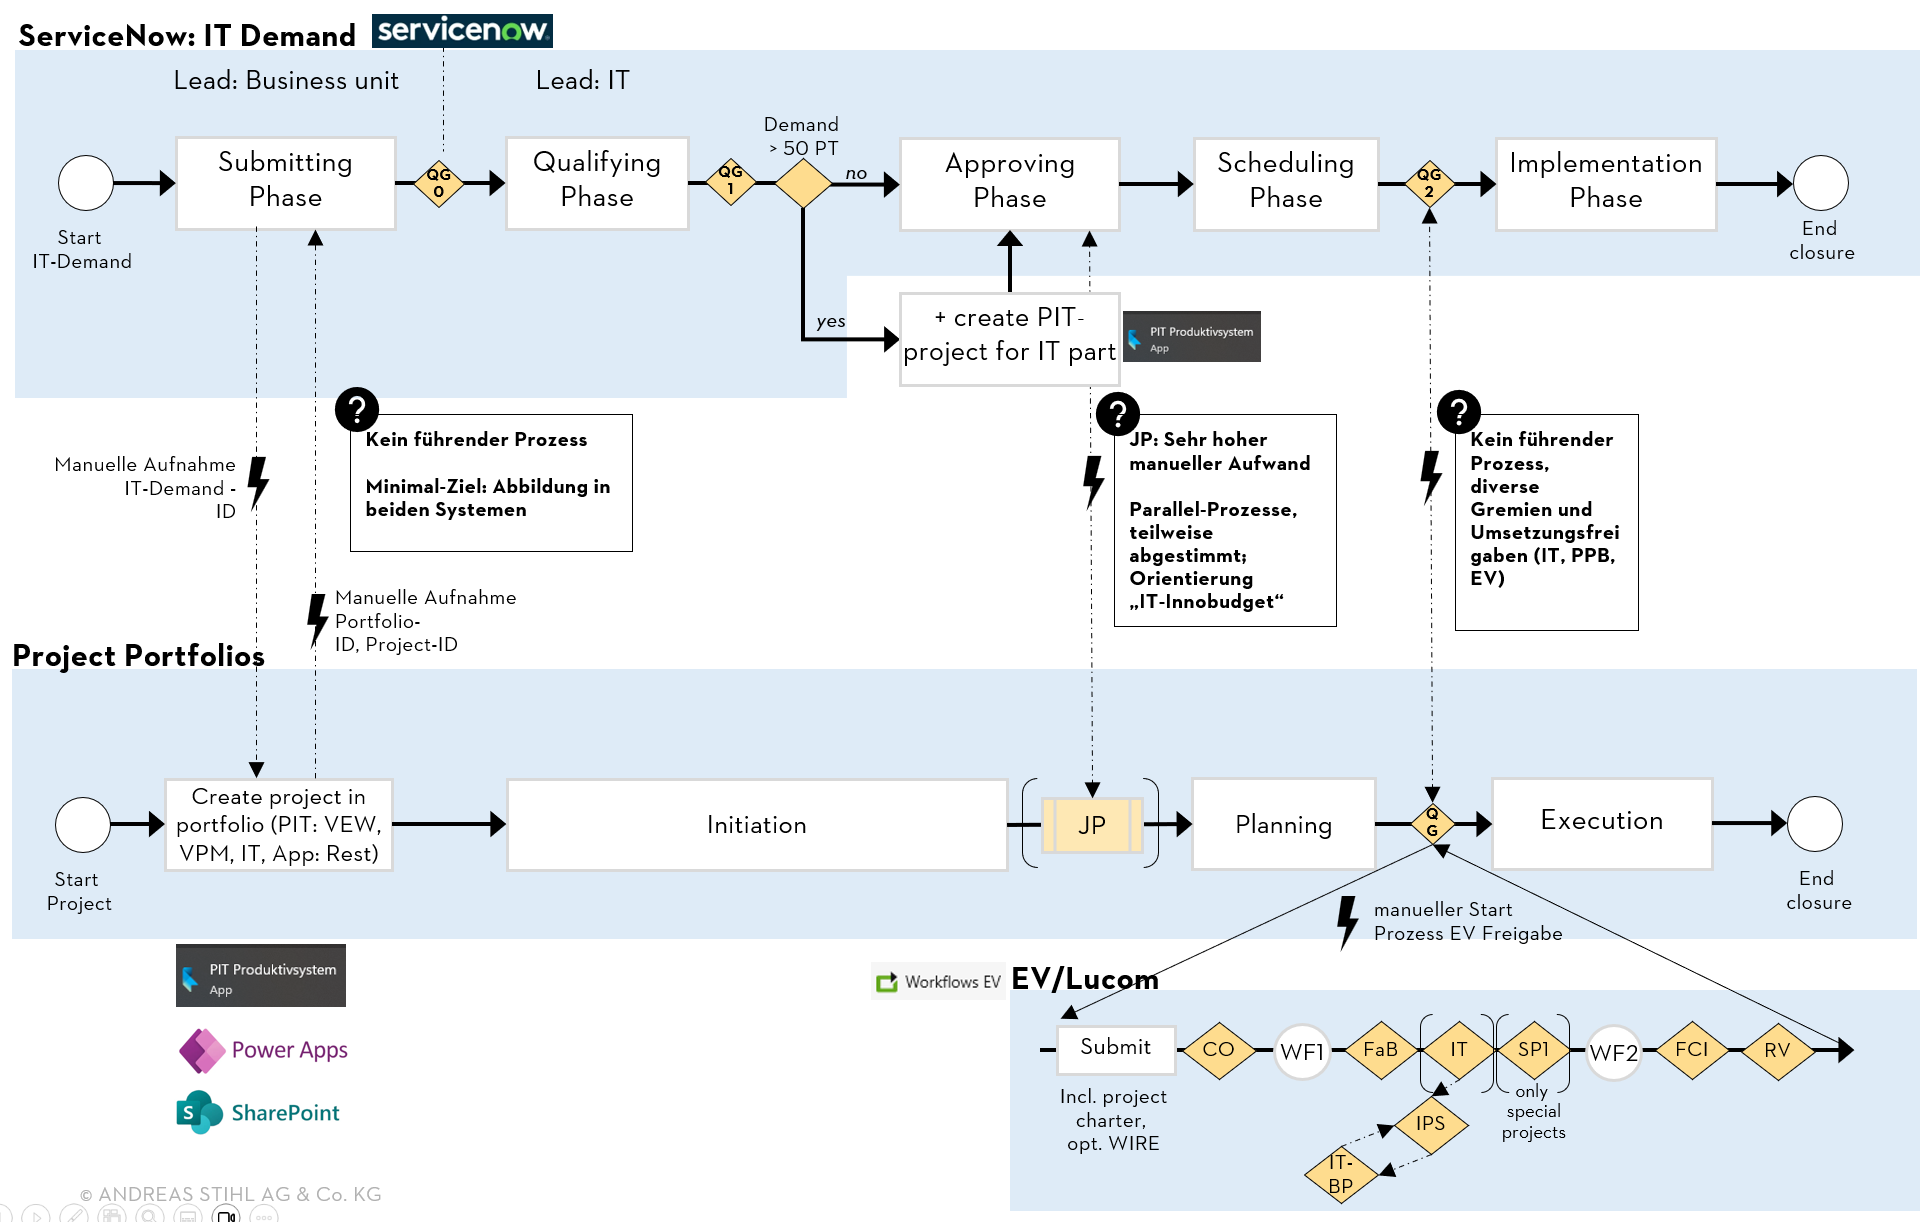 ServiceNow: IT Demand
servicenow
Lead: Business unit
Lead: IT
Demand
> 50 PT
Submitting
Phase
QG
0
Qualifying
Phase
QG
1
no
Approving
Phase
Scheduling
Phase
QG
2
Implementation
Phase
Start
IT-Demand
End
closure
yes
+ create PIT-
project for IT part
PIT Produktivsystem
App
?
Kein führender Prozess
Minimal-Ziel: Abbildung in
beiden Systemen
Manuelle Aufnahme
IT-Demand -
ID
?
JP: Sehr hoher
manueller Aufwand
Parallel-Prozesse,
teilweise
abgestimmt;
Orientierung
„IT-Innobudget“
?
Kein führender
Prozess,
diverse
Gremien und
Umsetzungsfrei
gaben (IT, PPB,
EV)
Manuelle Aufnahme
Portfolio-
ID, Project-ID
Project Portfolios
Create project in
portfolio (PIT: VEW,
VPM, IT, App: Rest)
Initiation
JP
Planning
Q
G
Execution
Start
Project
End
closure
manueller Start
Prozess EV Freigabe
PIT Produktivsystem
App
Power Apps
S
SharePoint
Workflows EV
EV/Lucom
Submit
CO
WF1
FaB
IT
SP1
WF2
FCI
RV
Incl. project
charter,
opt. WIRE
only
special
projects
IPS
IT-
BP
© ANDREAS STIHL AG & Co. KG